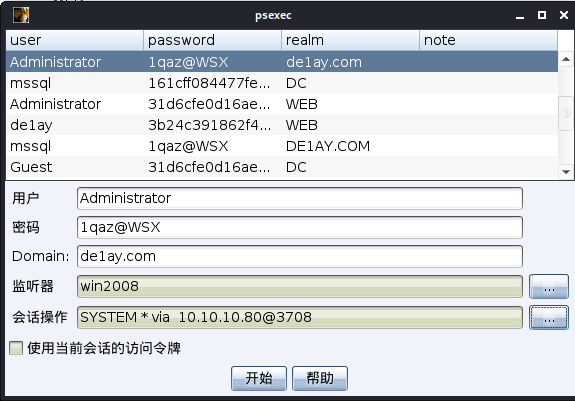 psexec
user password realm note
Administrator 1qaz@WSX de1ay.com
mssql 161cff084477fe... DC
Administrator 31d6cfe0d16ae... WEB
de1ay 3b24c391862f4... WEB
mssql 1qaz@WSX DE1AY.COM
Guest 31d6cfe0d16ae... DC
用户 Administrator
密码 1qaz@WSX
Domain: de1ay.com
监听器 win2008 ...
会话操作 SYSTEM * via 10.10.10.80@3708 ...
使用当前会话的访问令牌
开始 帮助